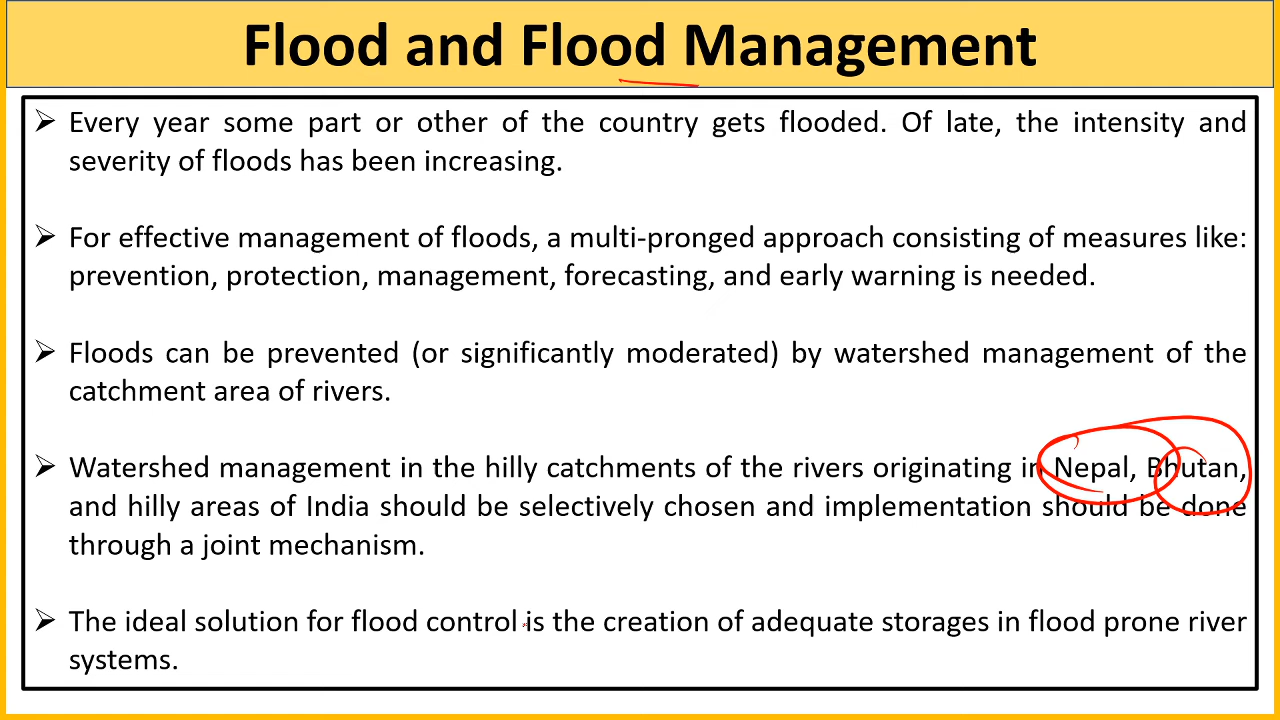 Flood and Flood Management
➢ Every year some part or other of the country gets flooded. Of late, the intensity and
severity of floods has been increasing.
➢ For effective management of floods, a multi-pronged approach consisting of measures like:
prevention, protection, management, forecasting, and early warning is needed.
➢ Floods can be prevented (or significantly moderated) by watershed management of the
catchment area of rivers.
➢ Watershed management in the hilly catchments of the rivers originating in Nepal, Bhutan,
and hilly areas of India should be selectively chosen and implementation should be done
through a joint mechanism.
➢ The ideal solution for flood control is the creation of adequate storages in flood prone river
systems.